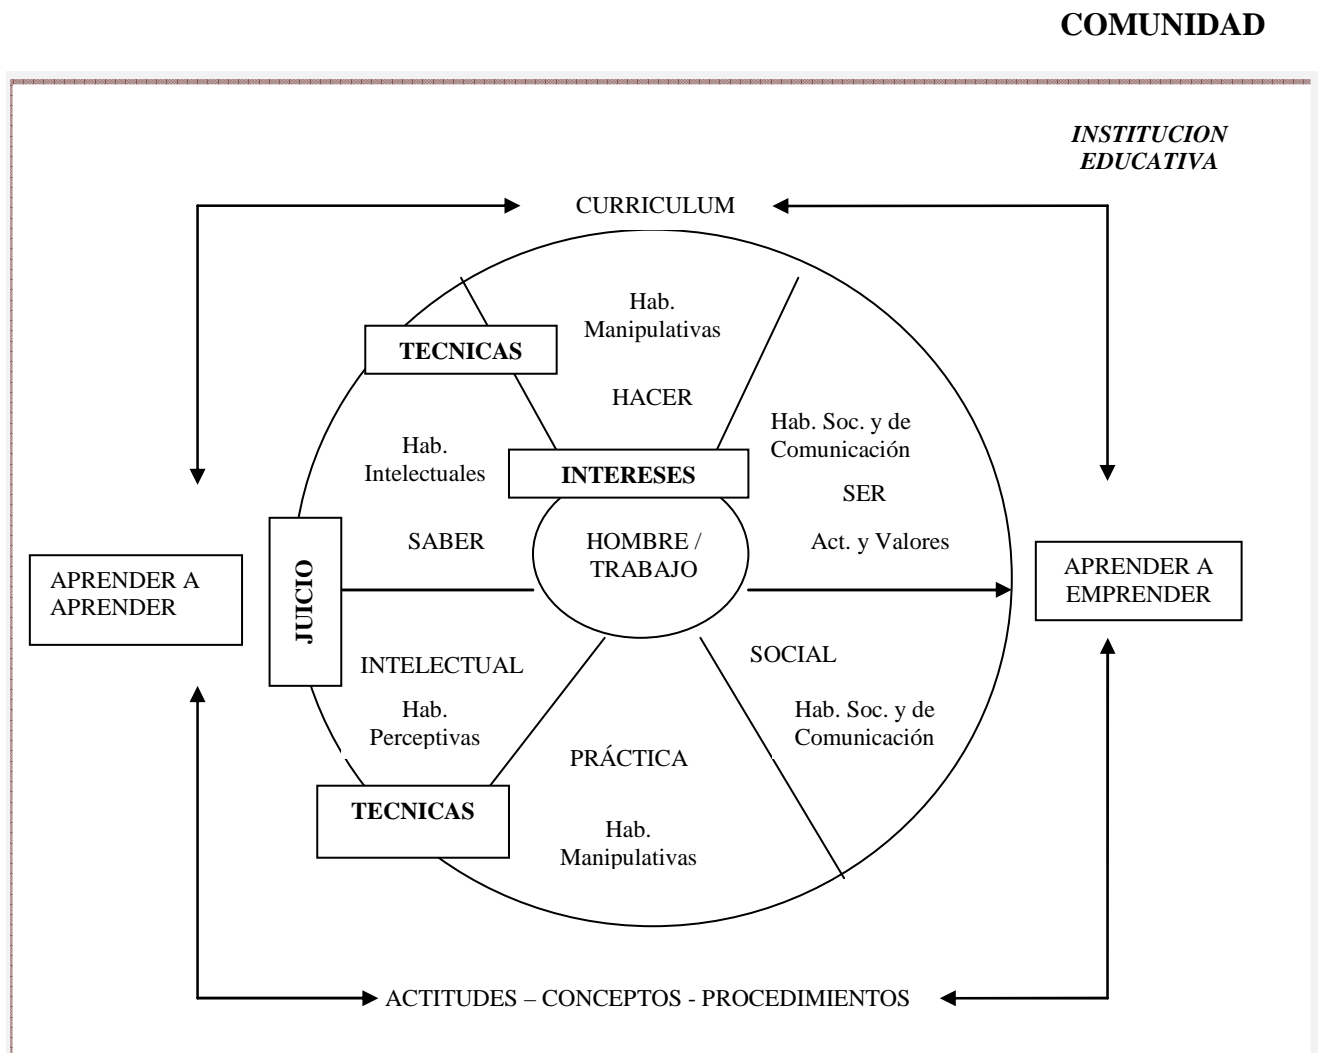 COMUNIDAD
INSTITUCION
EDUCATIVA
CURRICULUM
Hab.
Manipulativas
TECNICAS
HACER
Hab. Soc. y de
Comunicación
Hab.
Intelectuales
INTERESES
SER
SABER
HOMBRE /
TRABAJO
Act. y Valores
APRENDER A
APRENDER
JUICIO
APRENDER A
EMPRENDER
INTELECTUAL
SOCIAL
Hab.
Perceptivas
Hab. Soc. y de
Comunicación
PRÁCTICA
TECNICAS
Hab.
Manipulativas
ACTITUDES – CONCEPTOS - PROCEDIMIENTOS